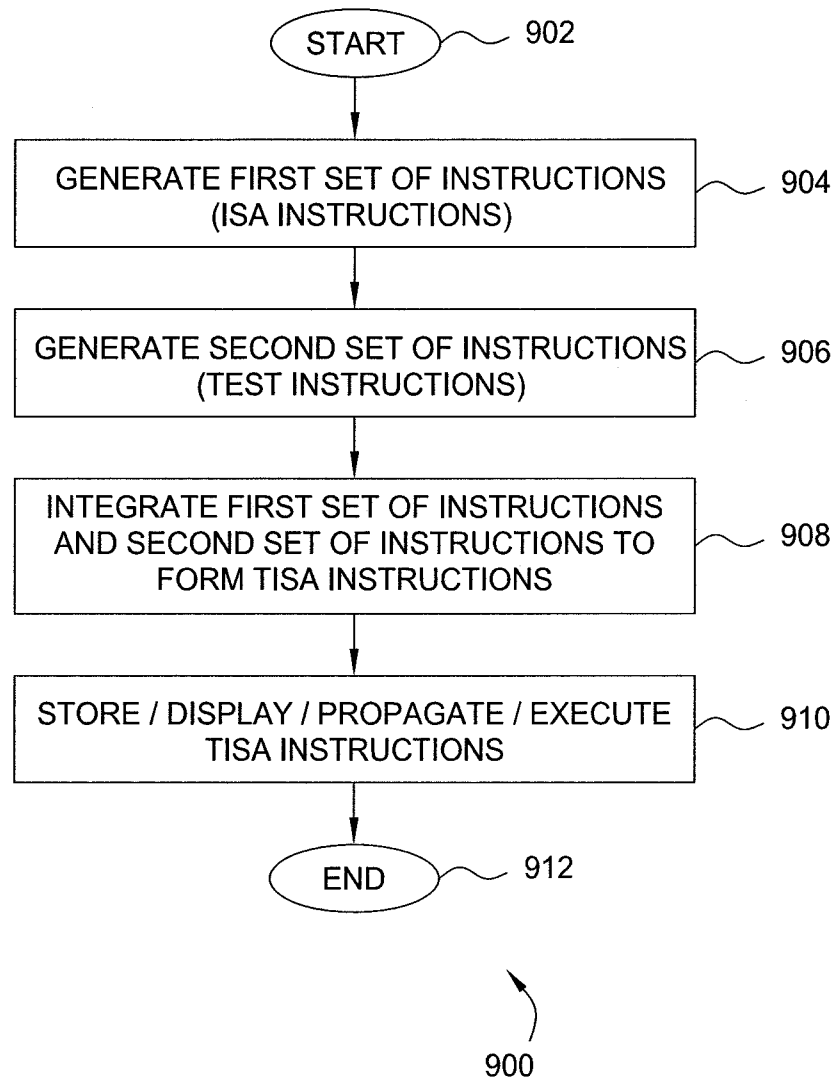 START
902
GENERATE FIRST SET OF INSTRUCTIONS
(ISA INSTRUCTIONS)
904
GENERATE SECOND SET OF INSTRUCTIONS
(TEST INSTRUCTIONS)
906
INTEGRATE FIRST SET OF INSTRUCTIONS
AND SECOND SET OF INSTRUCTIONS TO
FORM TISA INSTRUCTIONS
908
STORE / DISPLAY / PROPAGATE / EXECUTE
TISA INSTRUCTIONS
910
END
912
900